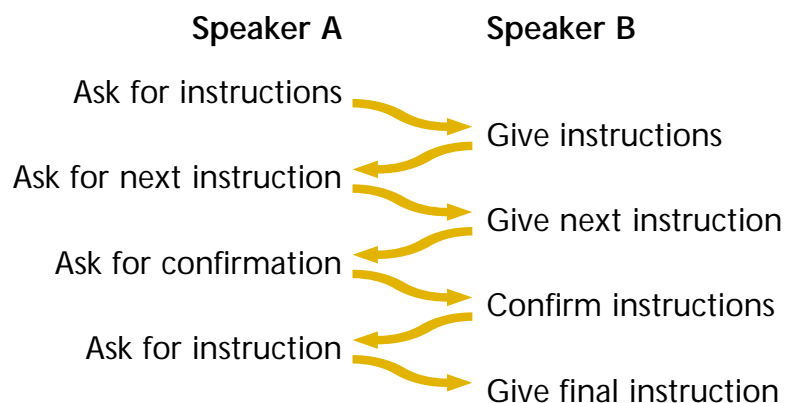 Speaker A
Speaker B
Ask for instructions
Give instructions
Ask for next instruction
Give next instruction
Ask for confirmation
Confirm instructions
Ask for instruction
Give final instruction